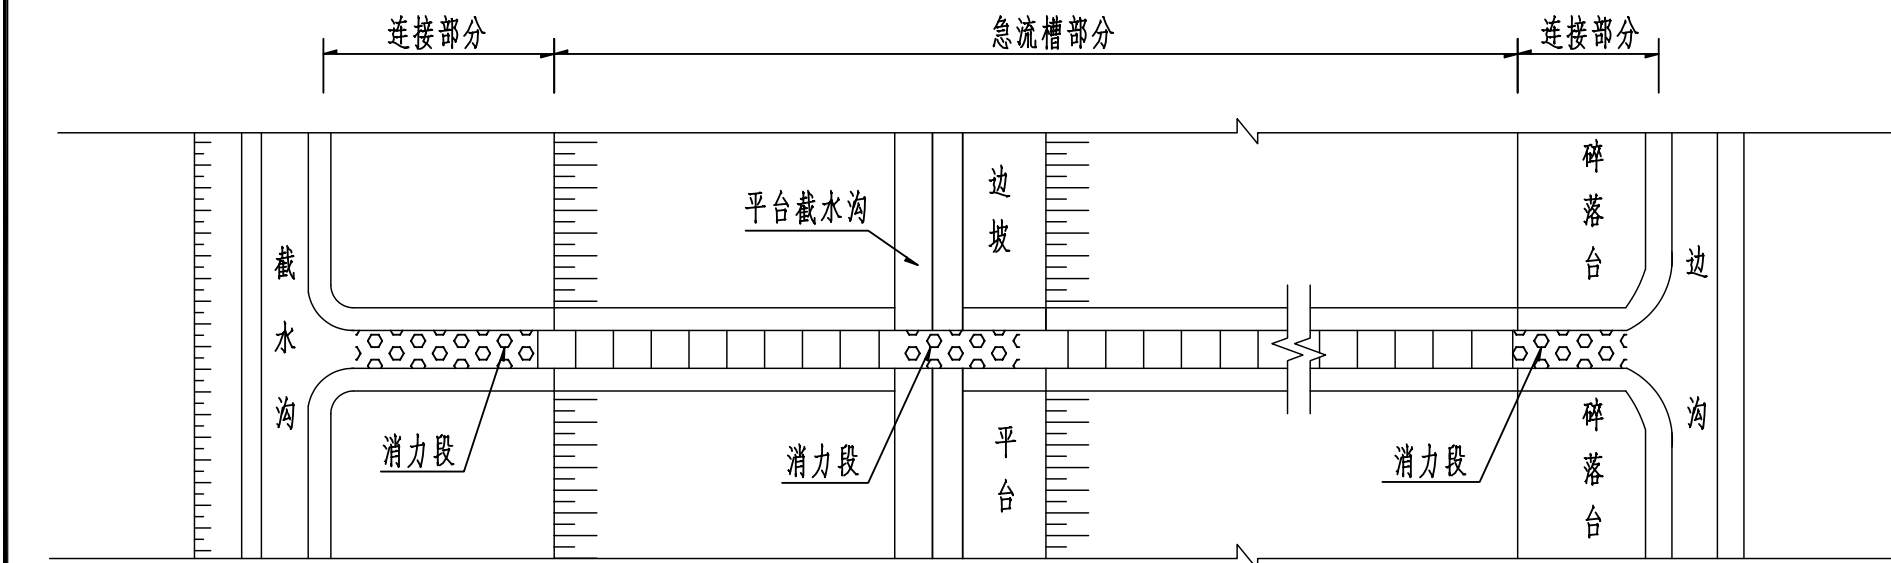 连接部分
急流槽部分
连接部分
平台截水沟
边坡
碎落台
截水沟
边沟
消力段
消力段
消力段
平台
碎落台